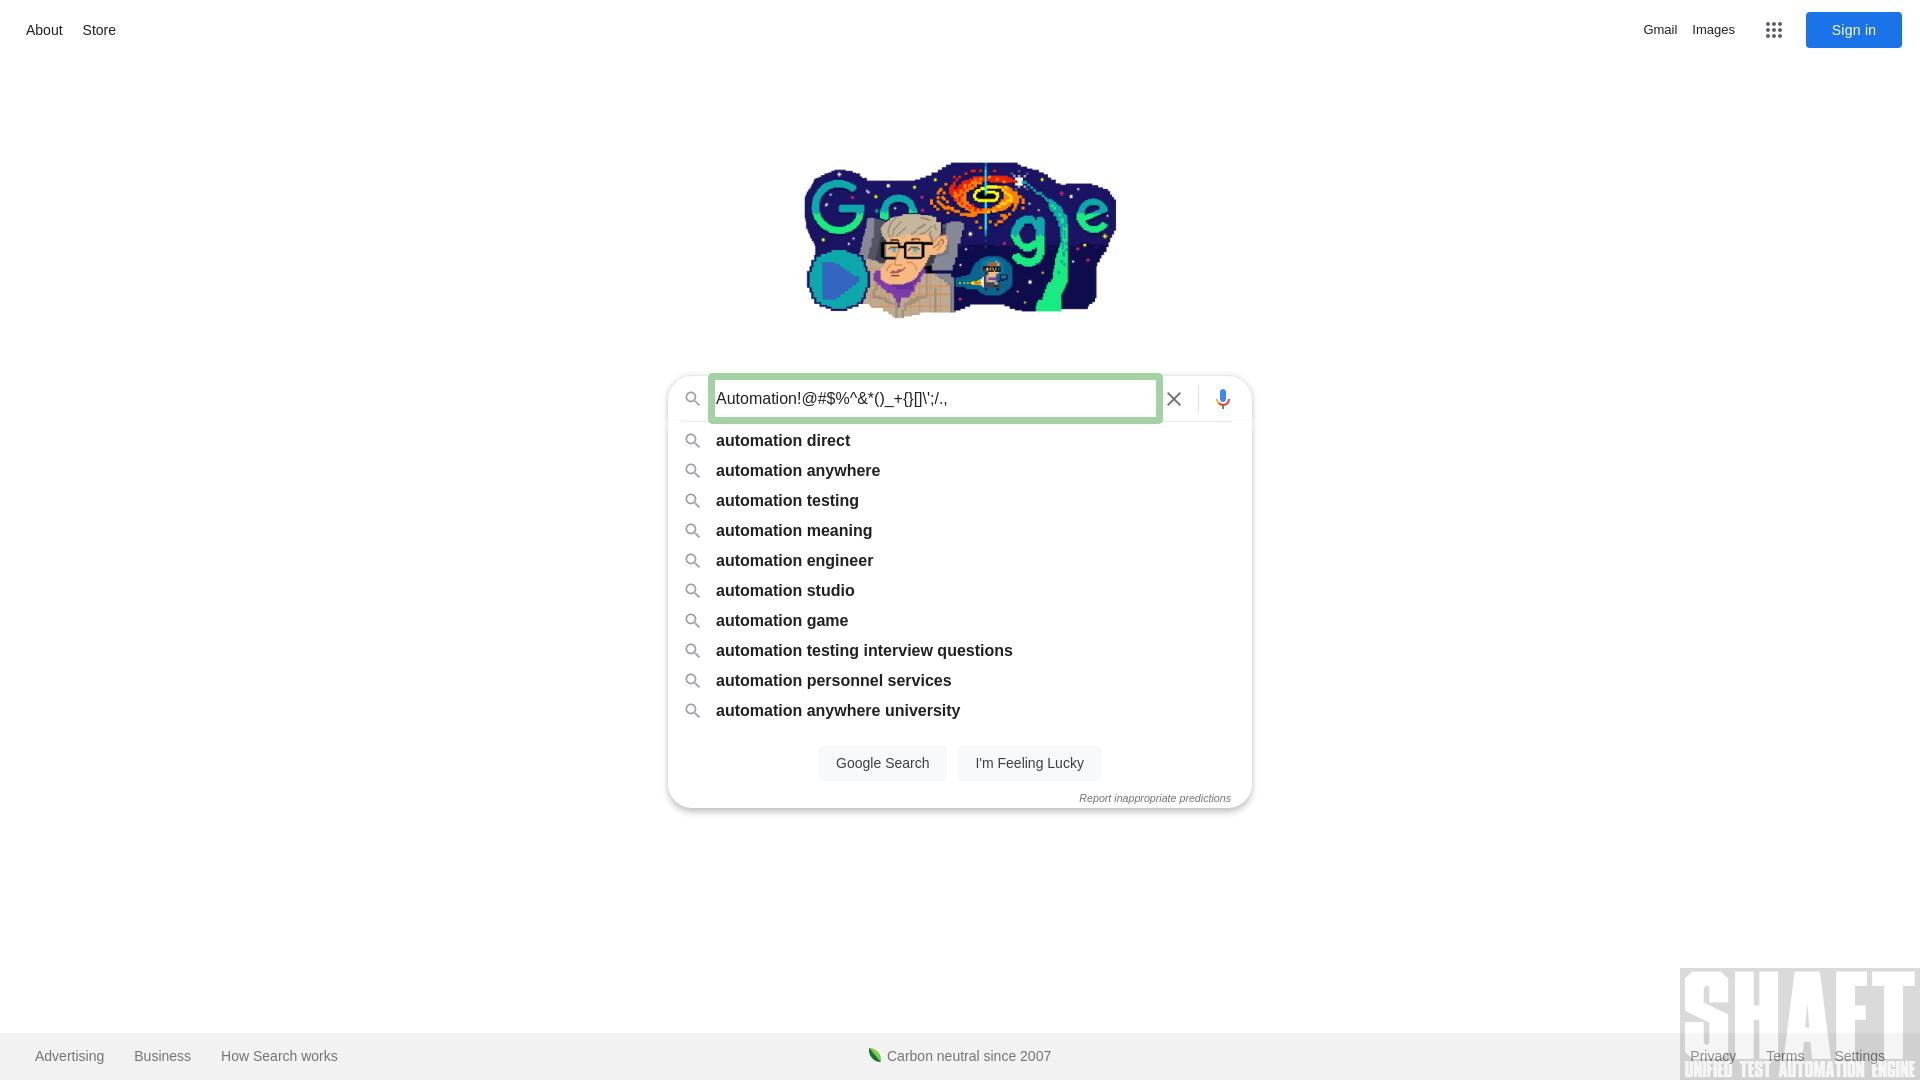 About Store
Gmail Images Sign in
Go gle
Automation!@#$%^&*()_+{}[]\';/.,
automation direct
automation anywhere
automation testing
automation meaning
automation engineer
automation studio
automation game
automation testing interview questions
automation personnel services
automation anywhere university
Google Search I'm Feeling Lucky
Report inappropriate predictions
SHAFT
UNIFIED TEST AUTOMATION ENGINE
Advertising Business How Search works Carbon neutral since 2007 Privacy Terms Settings